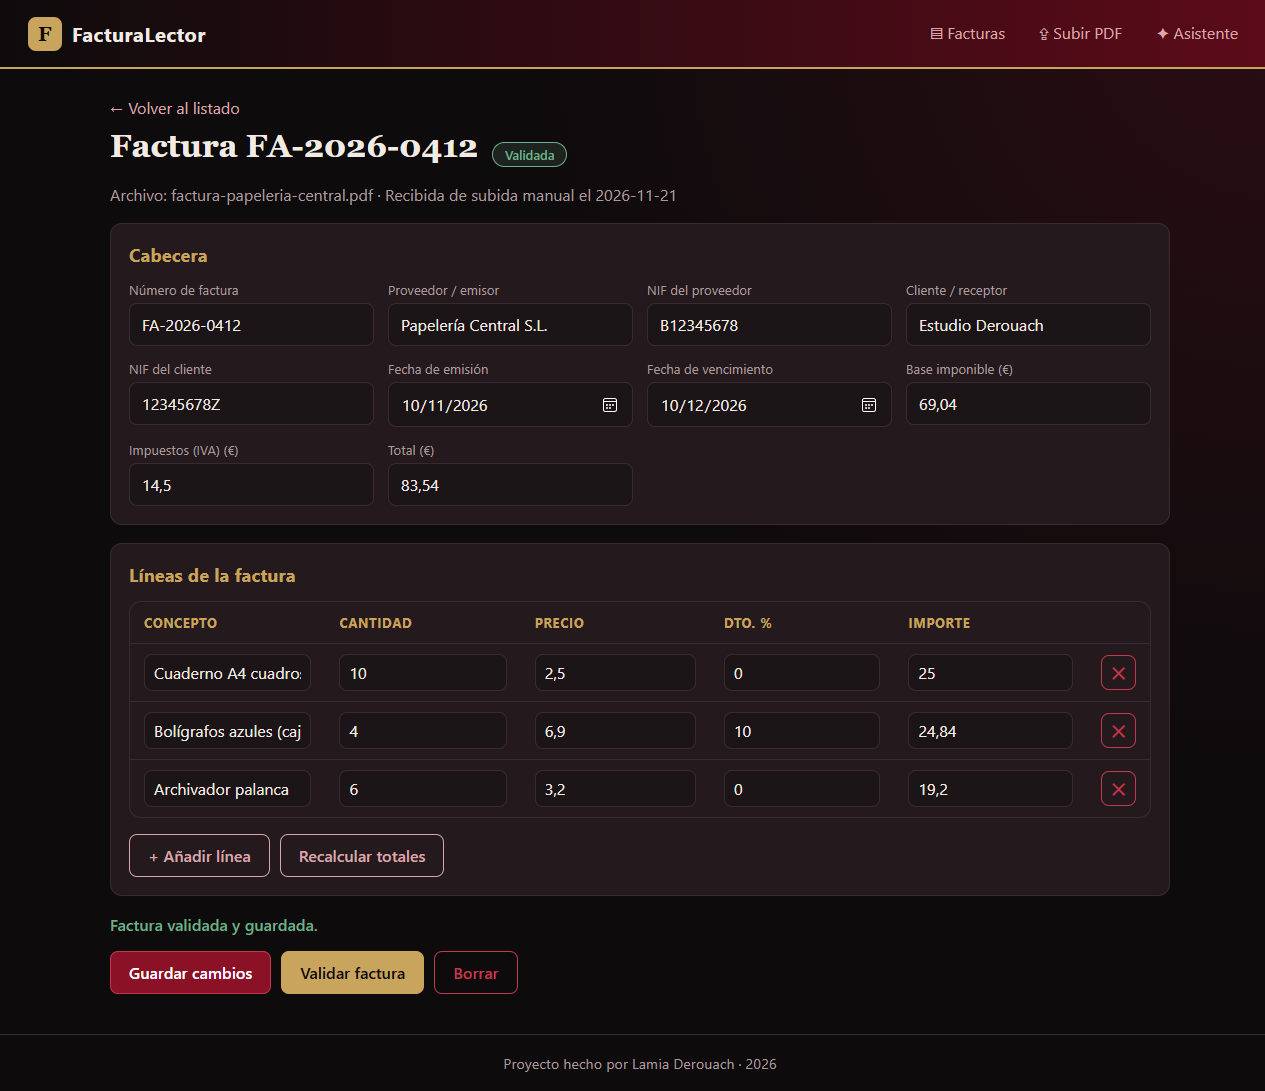 F FacturaLector
Facturas Subir PDF Asistente
← Volver al listado
Factura FA-2026-0412 Validada
Archivo: factura-papeleria-central.pdf · Recibida de subida manual el 2026-11-21
Cabecera
Número de factura Proveedor / emisor NIF del proveedor Cliente / receptor
FA-2026-0412 Papelería Central S.L. B12345678 Estudio Derouach
NIF del cliente Fecha de emisión Fecha de vencimiento Base imponible (€)
12345678Z 10/11/2026 10/12/2026 69,04
Impuestos (IVA) (€) Total (€)
14,5 83,54
Líneas de la factura
CONCEPTO CANTIDAD PRECIO DTO. % IMPORTE
Cuaderno A4 cuadros 10 2,5 0 25
Bolígrafos azules (caj 4 6,9 10 24,84
Archivador palanca 6 3,2 0 19,2
+ Añadir línea Recalcular totales
Factura validada y guardada.
Guardar cambios Validar factura Borrar
Proyecto hecho por Lamia Derouach · 2026